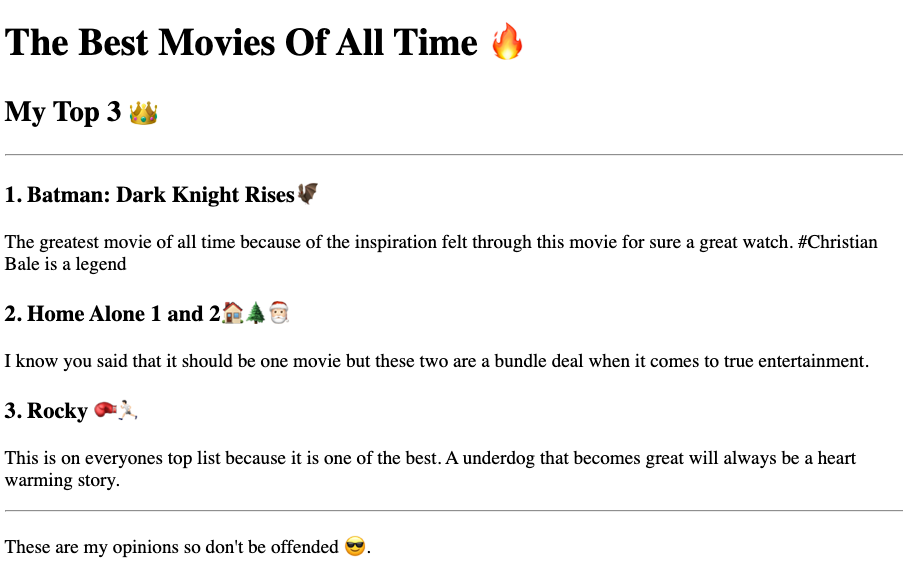 The Best Movies Of All Time 🔥
My Top 3 👑
1. Batman: Dark Knight Rises🦇
The greatest movie of all time because of the inspiration felt through this movie for sure a great watch. #Christian
Bale is a legend
2. Home Alone 1 and 2🏠🌲🎅🏻
I know you said that it should be one movie but these two are a bundle deal when it comes to true entertainment.
3. Rocky 🥊🏃🏻
This is on everyones top list because it is one of the best. A underdog that becomes great will always be a heart
warming story.
These are my opinions so don't be offended 😎.